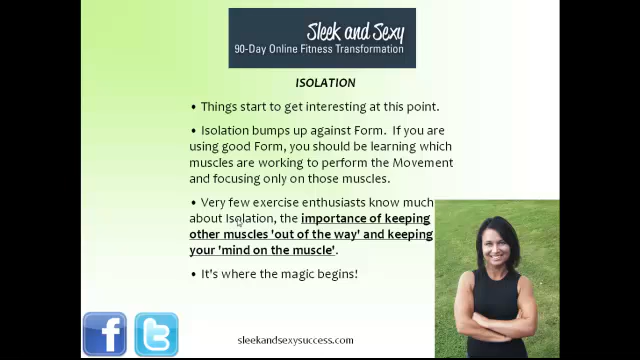 Sleek and Sexy
90-Day Online Fitness Transformation
ISOLATION
• Things start to get interesting at this point.
• Isolation bumps up against Form.  If you are
using good Form, you should be learning which
muscles are working to perform the Movement
and focusing only on those muscles.
• Very few exercise enthusiasts know much
about Isolation, the importance of keeping
other muscles 'out of the way' and keeping
your 'mind on the muscle'.
• It's where the magic begins!
sleekandsexysuccess.com